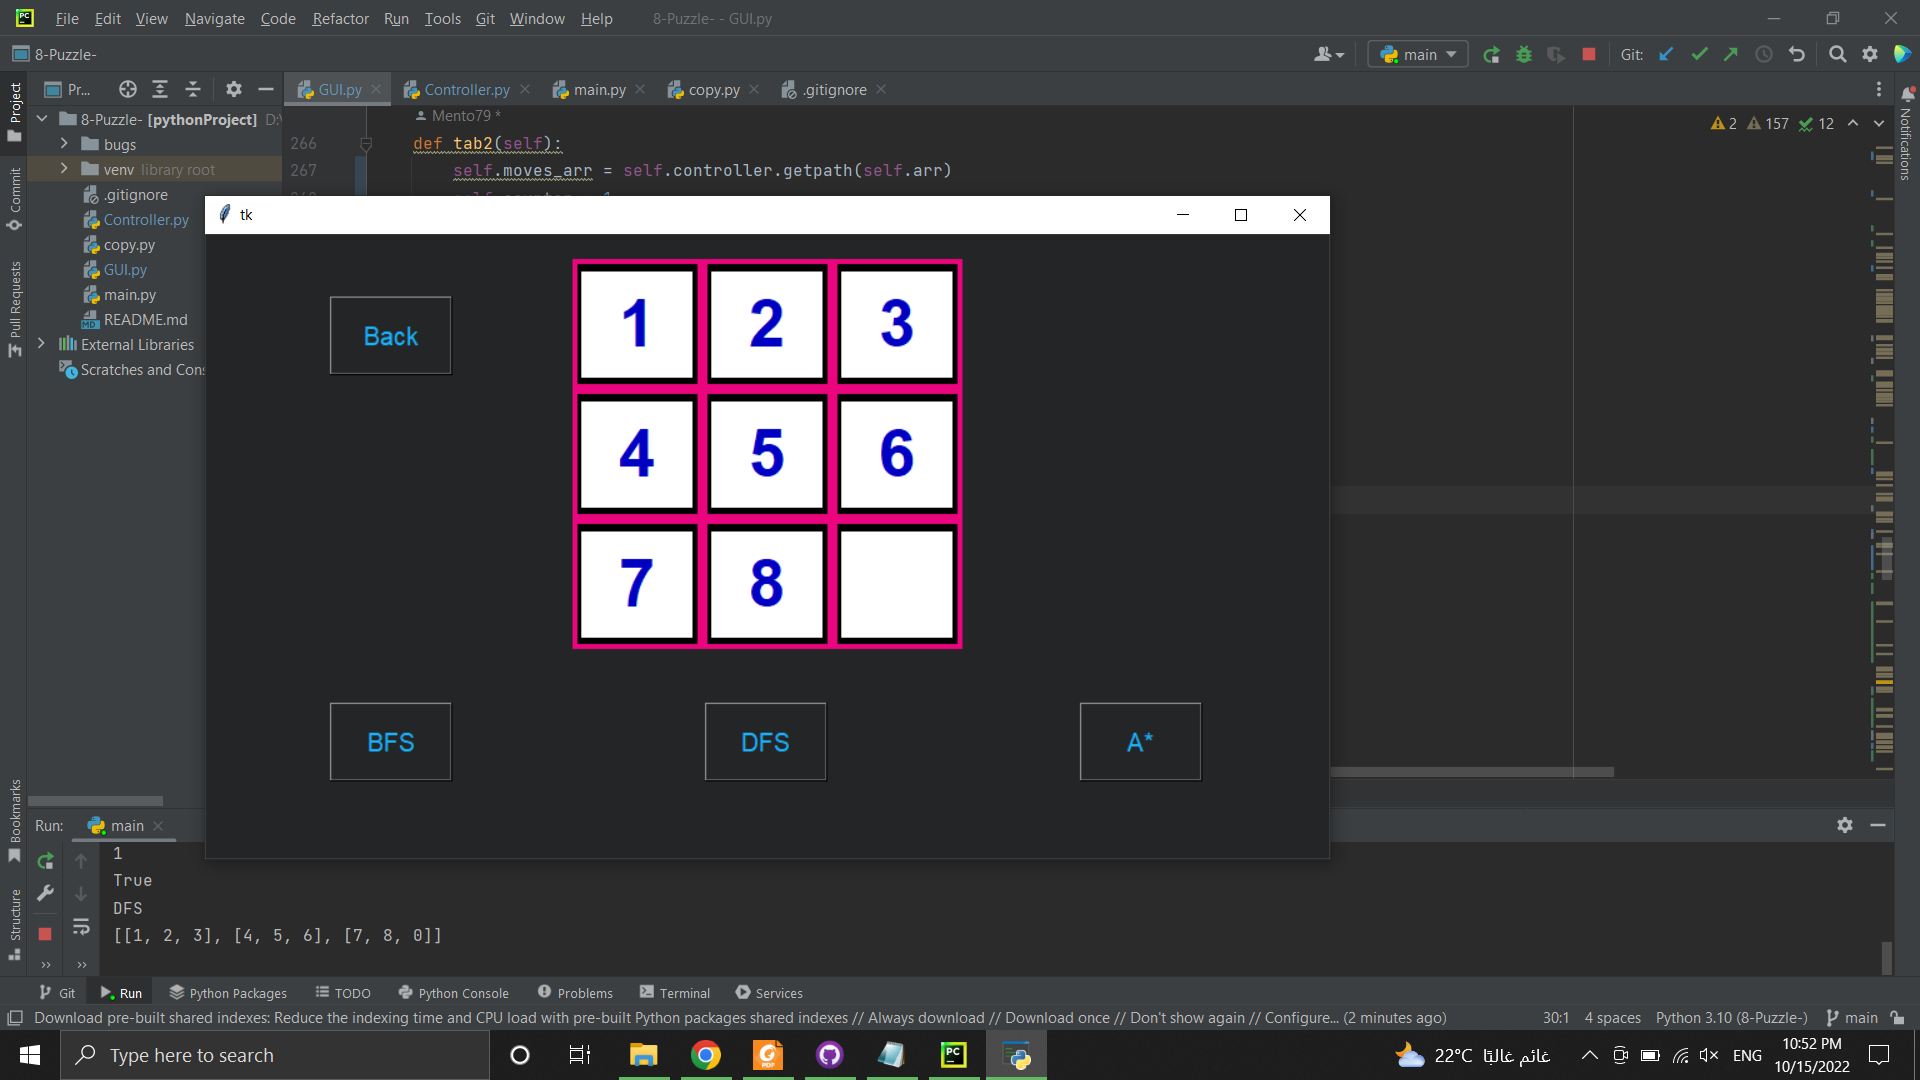 File Edit View Navigate Code Refactor Run Tools Git Window Help 8-Puzzle- - GUI.py
8-Puzzle-
main
Git:
Pr...
GUI.py
Controller.py
main.py
copy.py
.gitignore
8-Puzzle- [pythonProject] D:\
bugs
venv library root
.gitignore
Controller.py
copy.py
GUI.py
main.py
README.md
External Libraries
Scratches and Cons
Project
Commit
Pull Requests
Bookmarks
Structure
Notifications
Mento79 *
266 def tab2(self):
267 self.moves_arr = self.controller.getpath(self.arr)
2 157 12
tk
Back
1 2 3
4 5 6
7 8
BFS DFS A*
Run: main
1
True
DFS
[[1, 2, 3], [4, 5, 6], [7, 8, 0]]
Git Run Python Packages TODO Python Console Problems Terminal Services
Download pre-built shared indexes: Reduce the indexing time and CPU load with pre-built Python packages shared indexes // Always download // Download once // Don't show again // Configure... (2 minutes ago) 30:1 4 spaces Python 3.10 (8-Puzzle-) main
Type here to search
PDF
PC
22°C غائم غالبًا
ENG
10:52 PM
10/15/2022